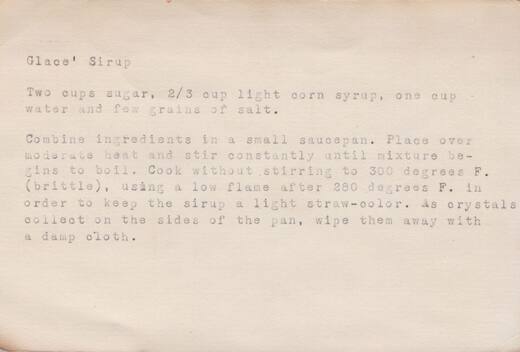 Glace' Sirup
Two cups sugar, 2/3 cup light corn syrup, one cup
water and few grains of salt.
Combine ingredients in a small saucepan. Place over
moderate heat and stir constantly until mixture be-
gins to boil. Cook without stirring to 300 degrees F.
(brittle), using a low flame after 280 degrees F. in
order to keep the sirup a light straw-color. As crystals
collect on the sides of the pan, wipe them away with
a damp cloth.